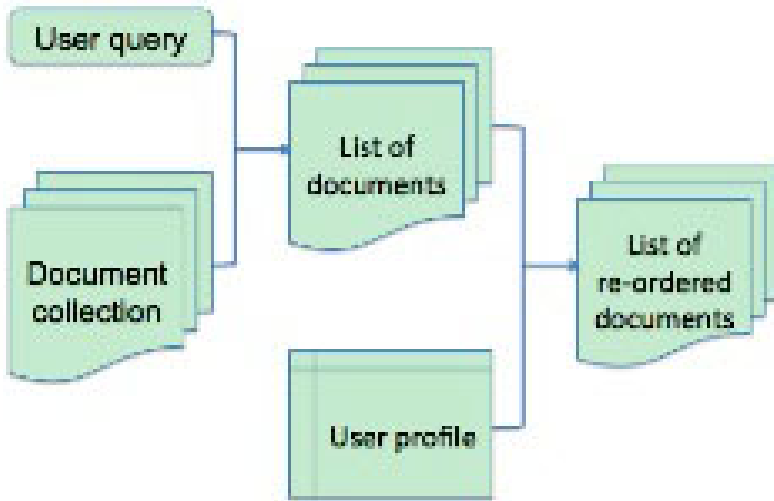 User query
List of
documents
Document
collection
List of
re-ordered
documents
User profile